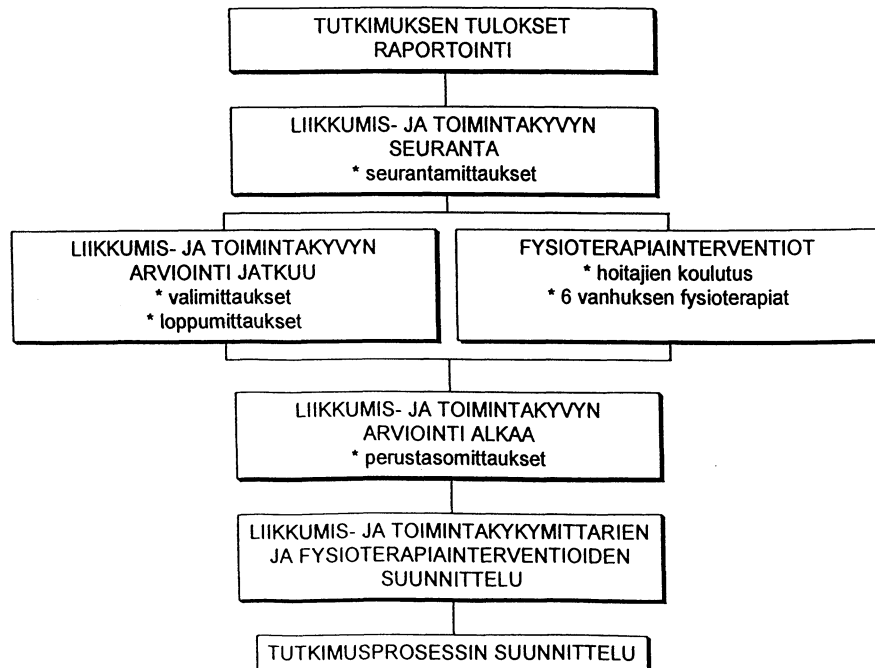 TUTKIMUKSEN TULOKSET
RAPORTOINTI
LIIKKUMIS- JA TOIMINTAKYVYN
SEURANTA
* seurantamittaukset
LIIKKUMIS- JA TOIMINTAKYVYN
ARVIOINTI JATKUU
* valimittaukset
* loppumittaukset
FYSIOTERAPIAINTERVENTIOT
* hoitajien koulutus
* 6 vanhuksen fysioterapiat
LIIKKUMIS- JA TOIMINTAKYVYN
ARVIOINTI ALKAA
* perustasomittaukset
LIIKKUMIS- JA TOIMINTAKYKYMITTARIEN
JA FYSIOTERAPIAINTERVENTIOIDEN
SUUNNITTELU
TUTKIMUSPROSESSIN SUUNNITTELU